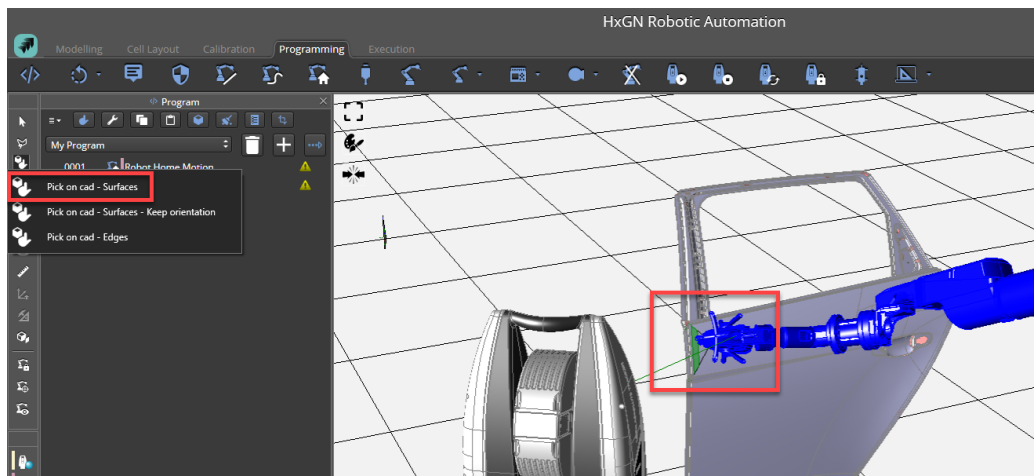 HxGN Robotic Automation
Modelling Cell Layout Calibration Programming Execution
Program
My Program
0001 Robot Home Motion
Pick on cad - Surfaces
Pick on cad - Surfaces - Keep orientation
Pick on cad - Edges